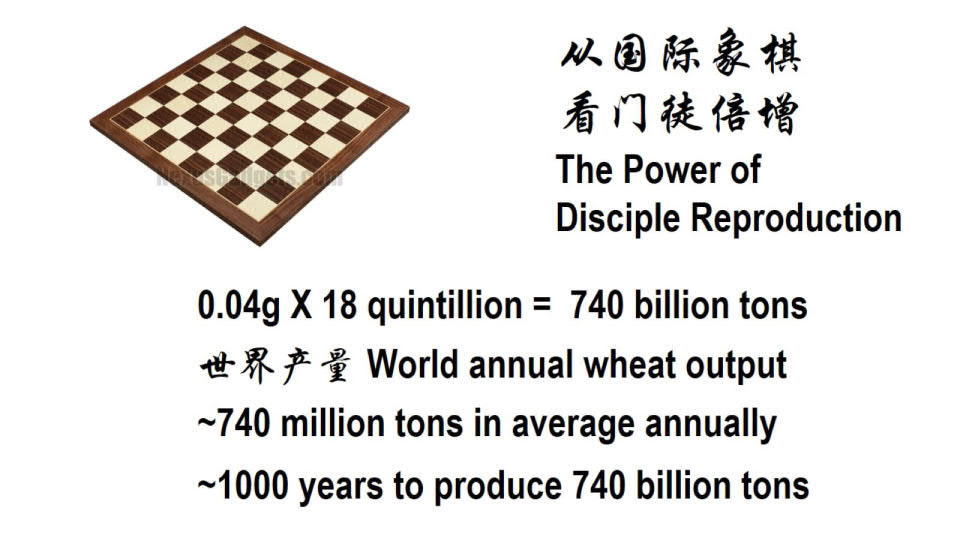 从国际象棋
看门徒倍增
The Power of
Disciple Reproduction
NexusGadgets.com
0.04g X 18 quintillion = 740 billion tons
世界产量 World annual wheat output
~740 million tons in average annually
~1000 years to produce 740 billion tons